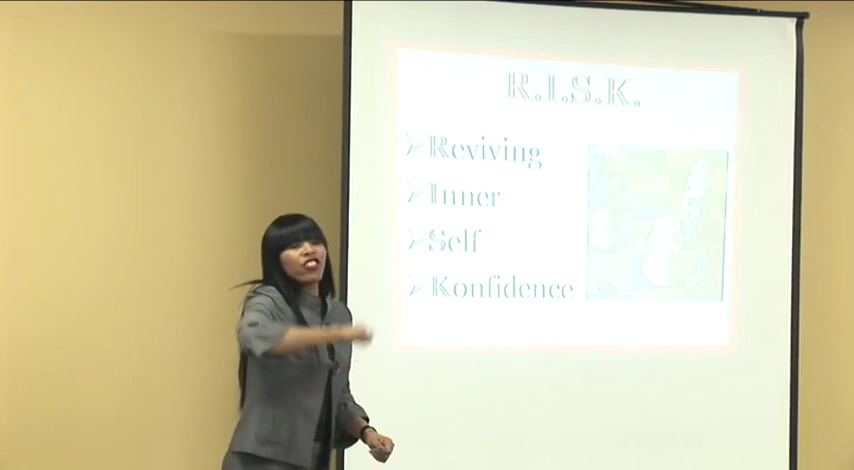 R.I.S.K.
➢Reviving
➢Inner
➢Self
➢Konfidence